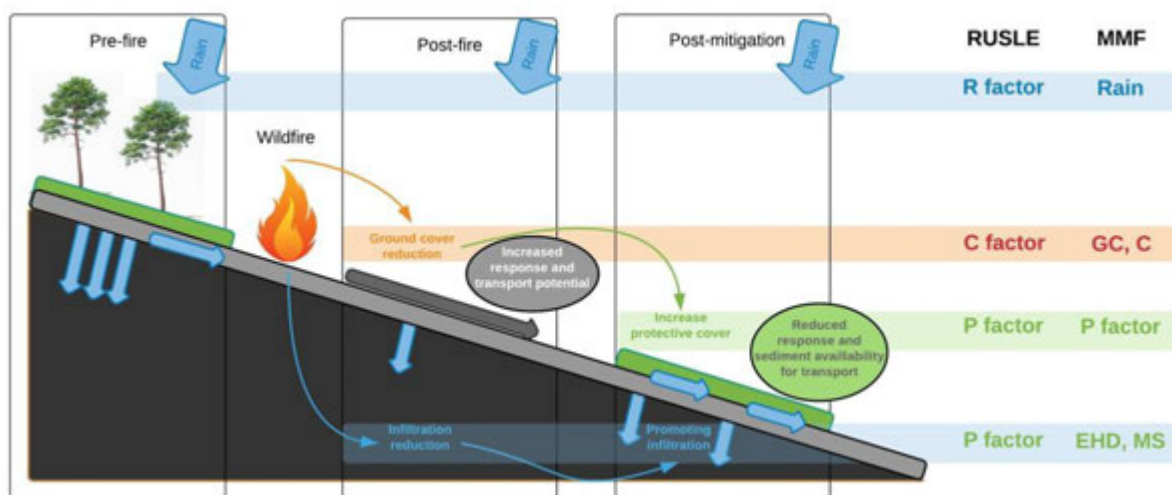 Pre-fire
Rain
Post-fire
Rain
Post-mitigation
Rain
RUSLE
MMF
R factor
Rain
Wildfire
Ground cover
reduction
Increased
response and
transport potential
C factor
GC, C
Increase
protective cover
Reduced
response and
sediment availability
for transport
P factor
P factor
Infiltration
reduction
Promoting
infiltration
P factor
EHD, MS